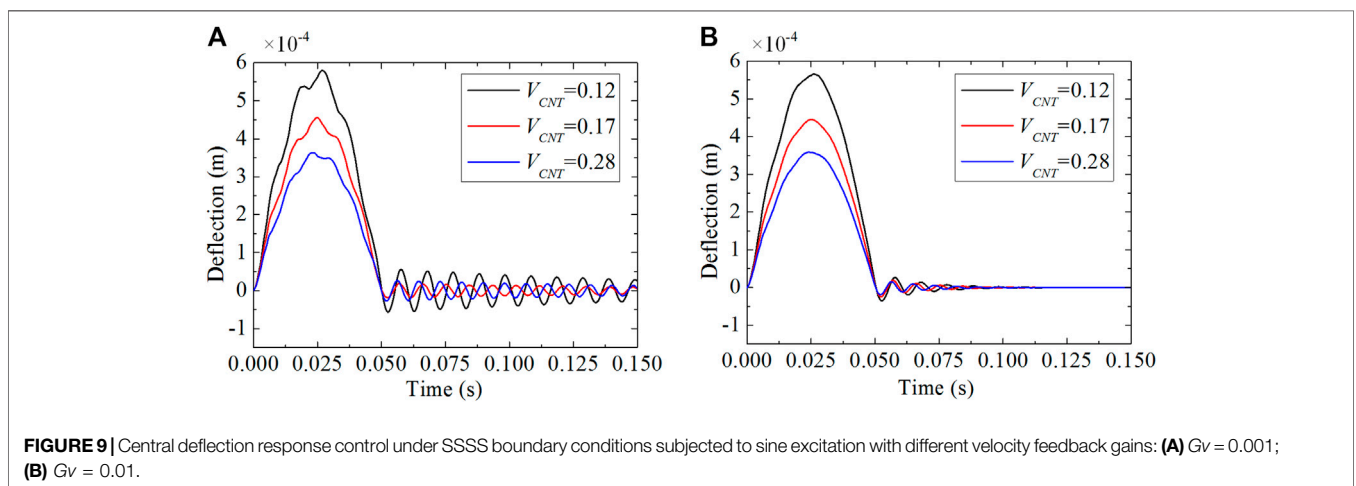 A
×10⁻⁴
6
5
4
3
2
1
0
-1
Deflection (m)
V_CNT=0.12
V_CNT=0.17
V_CNT=0.28
0.000 0.025 0.050 0.075 0.100 0.125 0.150
Time (s)
B
×10⁻⁴
6
5
4
3
2
1
0
-1
Deflection (m)
V_CNT=0.12
V_CNT=0.17
V_CNT=0.28
0.000 0.025 0.050 0.075 0.100 0.125 0.150
Time (s)
FIGURE 9 | Central deflection response control under SSSS boundary conditions subjected to sine excitation with different velocity feedback gains: (A) Gv = 0.001;
(B) Gv = 0.01.